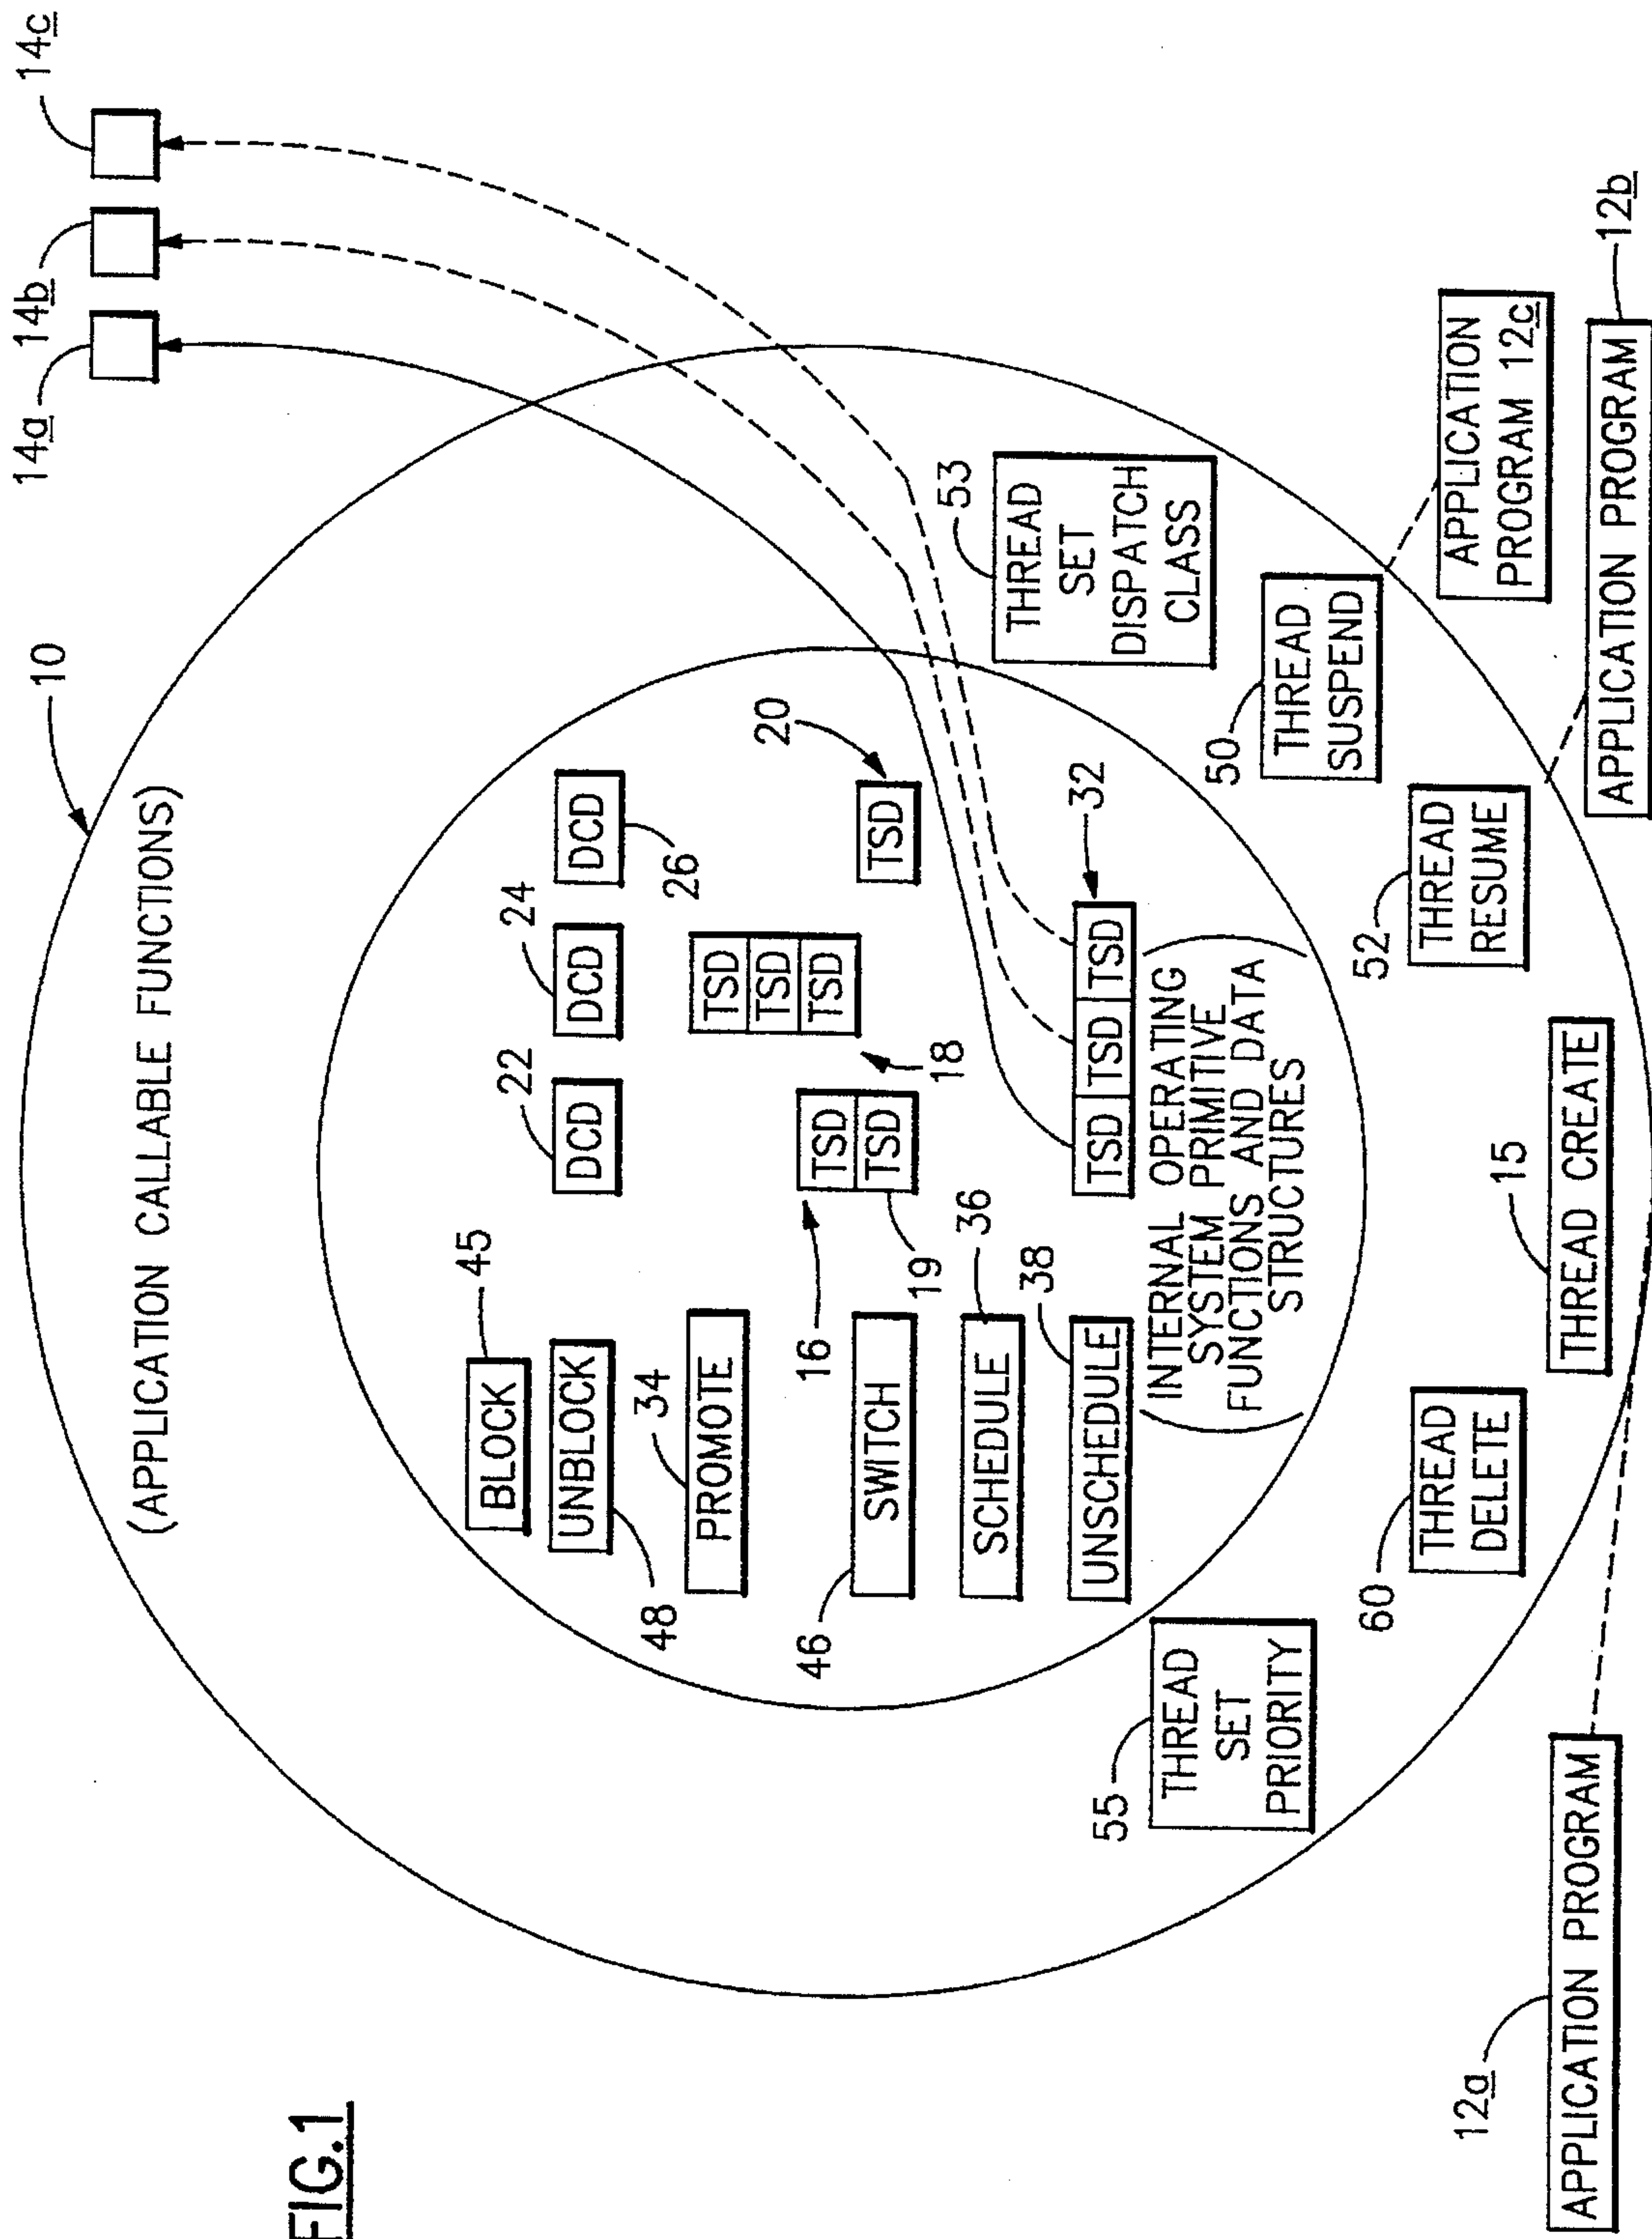 FIG.1
10
(APPLICATION CALLABLE FUNCTIONS)
14a
14b
14c
BLOCK
45
UNBLOCK
48
PROMOTE
34
SWITCH
46
SCHEDULE
36
UNSCHEDULE
38
22
DCD
24
DCD
DCD
26
16
TSD
TSD
19
TSD
TSD
TSD
18
20
TSD
32
TSD
TSD
TSD
INTERNAL OPERATING
SYSTEM PRIMITIVE
FUNCTIONS AND DATA
STRUCTURES
55
THREAD
SET
PRIORITY
53
THREAD
SET
DISPATCH
CLASS
60
THREAD
DELETE
15
THREAD CREATE
52
THREAD
RESUME
50
THREAD
SUSPEND
12a
APPLICATION PROGRAM
APPLICATION PROGRAM
12b
APPLICATION
PROGRAM 12c